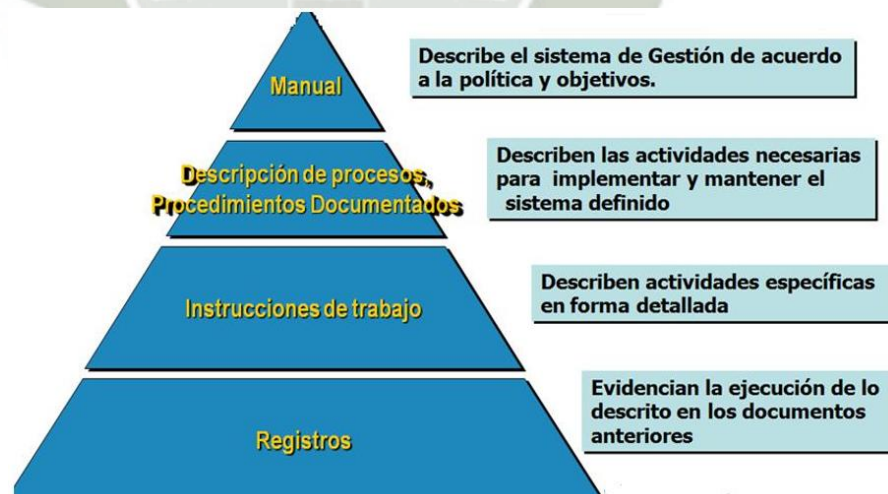 Manual
Describe el sistema de Gestión de acuerdo
a la política y objetivos.
Descripción de procesos,
Procedimientos Documentados
Describen las actividades necesarias
para implementar y mantener el
sistema definido
Instrucciones de trabajo
Describen actividades específicas
en forma detallada
Registros
Evidencian la ejecución de lo
descrito en los documentos
anteriores